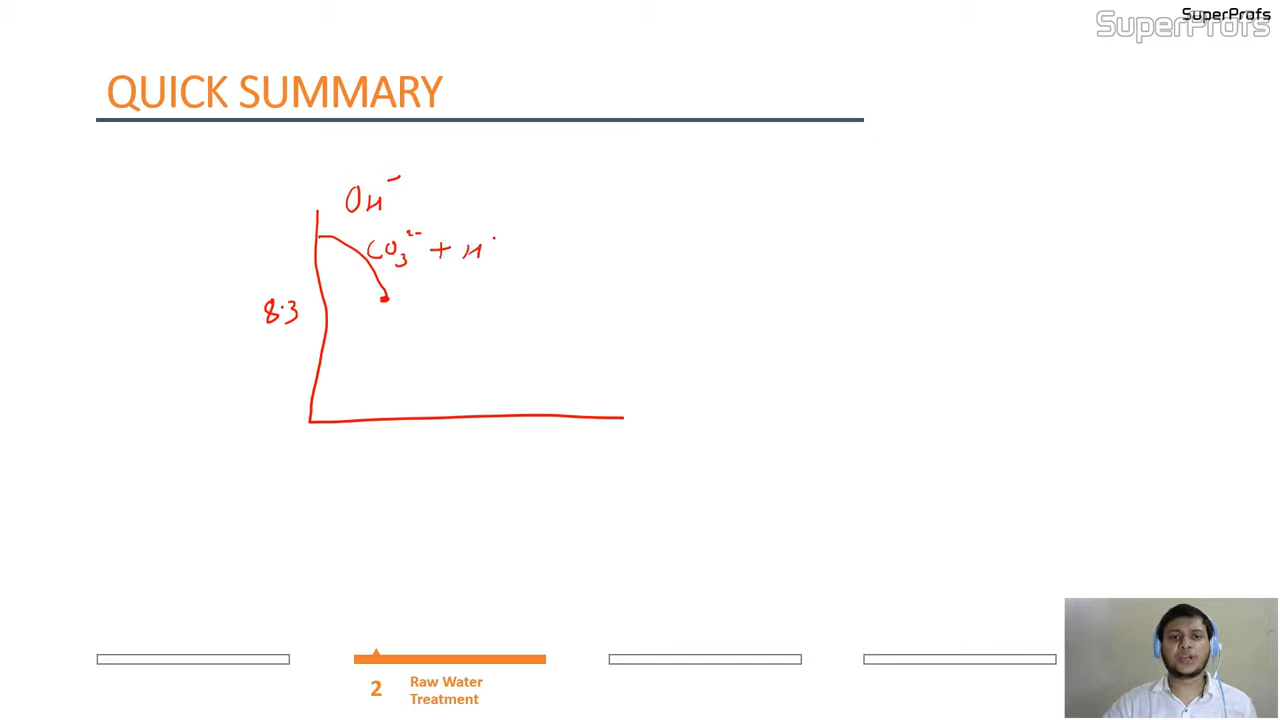 SuperProfs
SuperProfs
QUICK SUMMARY
OH⁻
CO₃²⁻ + H⁺
8.3
2
Raw Water
Treatment